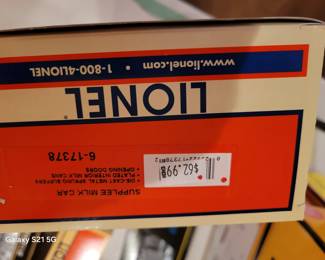 SUPPLEE MILK CAR
• DIE-CAST METAL SPRUNG BUFFERS
• PLATED INTERIOR MILK CANS
• OPENING DOORS
6-17378
$62.99
LIONEL
www.lionel.com • 1-800-4LIONEL
Galaxy S21 5G